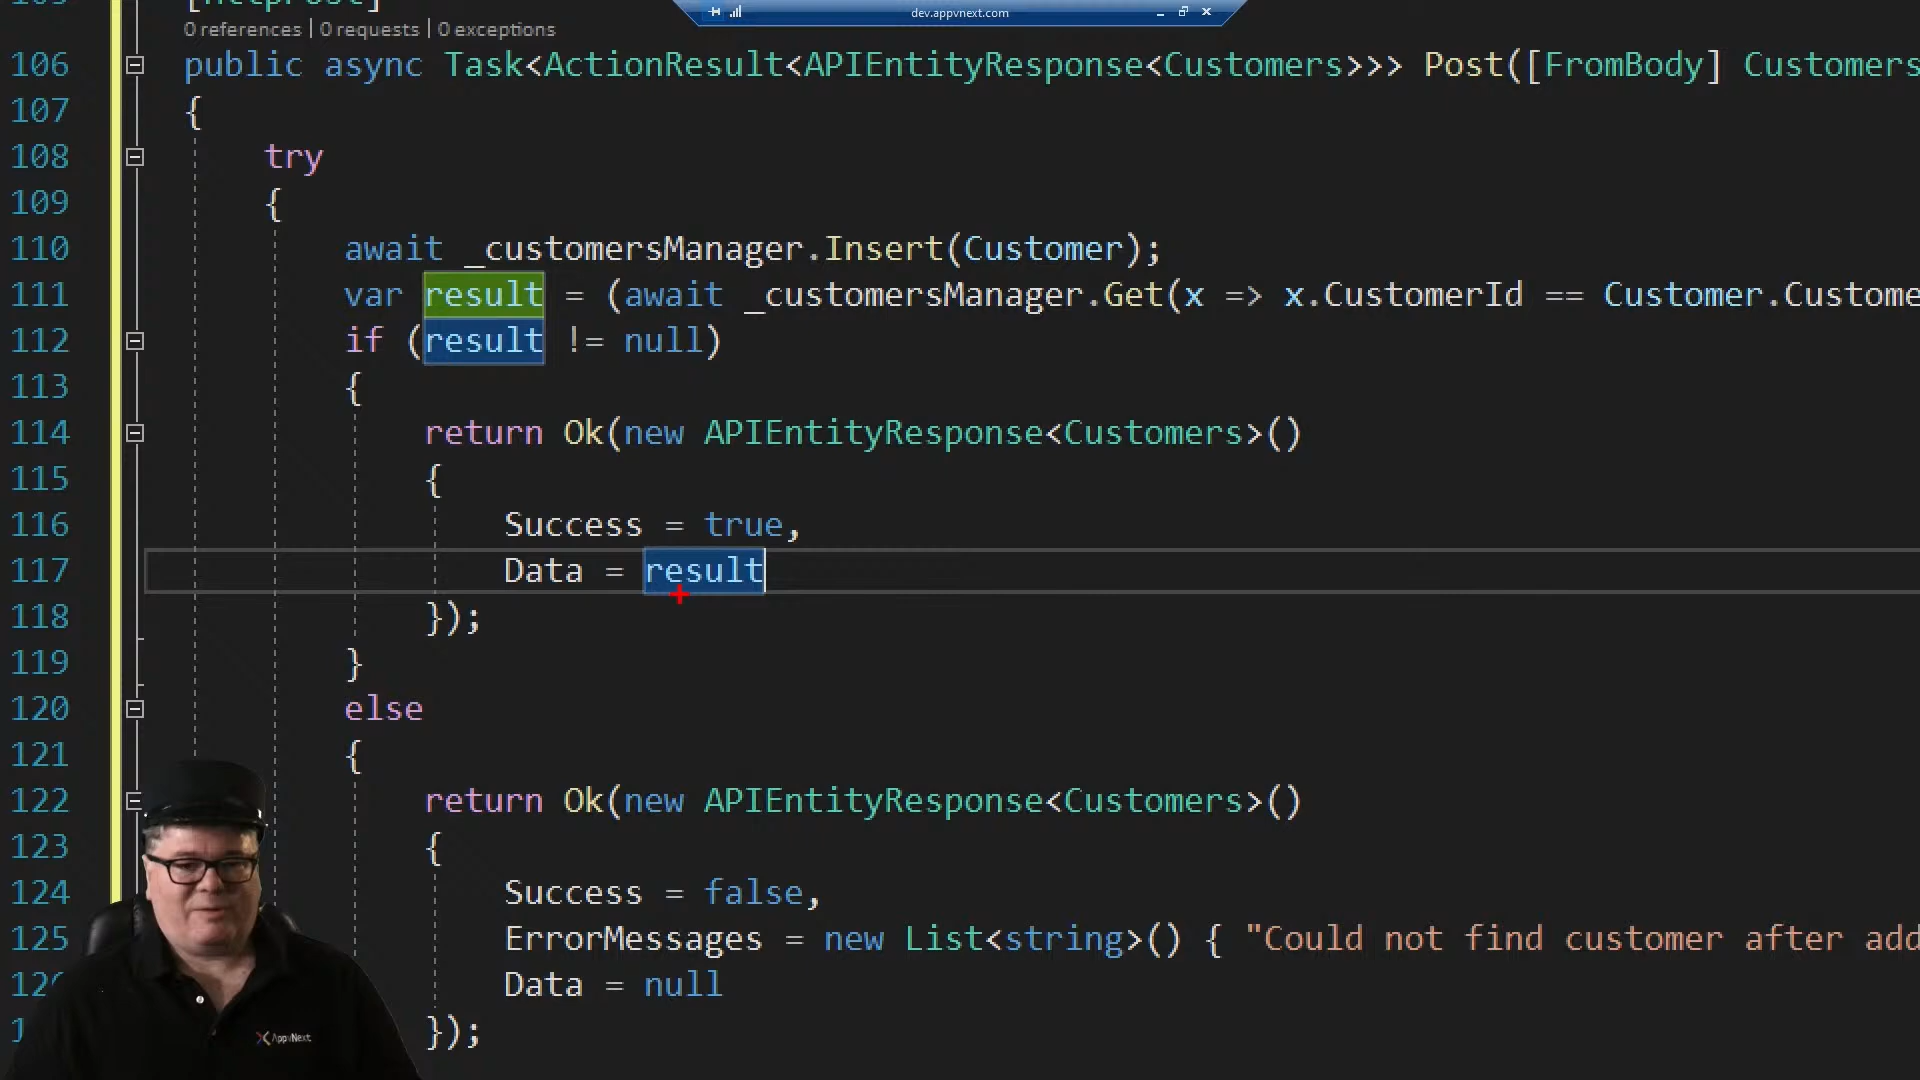 [HttpPost]
dev.appvnext.com
0 references | 0 requests | 0 exceptions
106 public async Task<ActionResult<APIEntityResponse<Customers>>> Post([FromBody] Customers
107 {
108 try
109 {
110 await _customersManager.Insert(Customer);
111 var result = (await _customersManager.Get(x => x.CustomerId == Customer.Custome
112 if (result != null)
113 {
114 return Ok(new APIEntityResponse<Customers>()
115 {
116 Success = true,
117 Data = result
118 });
119 }
120 else
121 {
122 return Ok(new APIEntityResponse<Customers>()
123 {
124 Success = false,
125 ErrorMessages = new List<string>() { "Could not find customer after add
Data = null
});
AppvNext